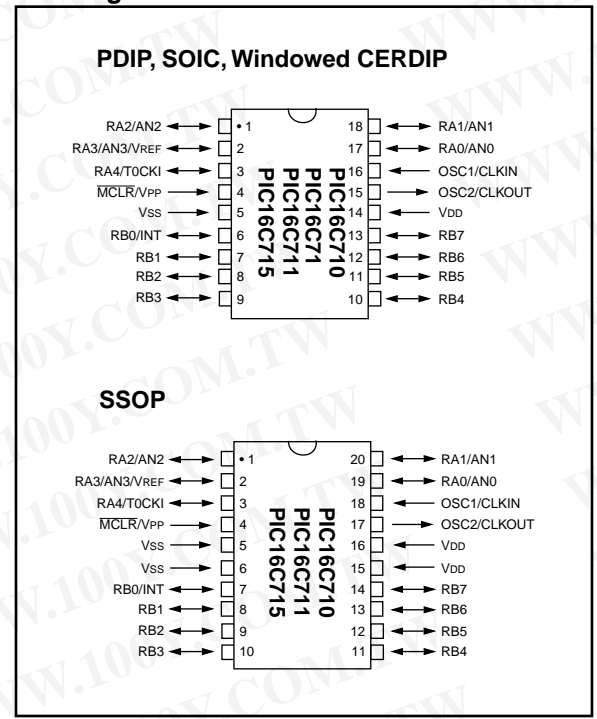 PDIP, SOIC, Windowed CERDIP
RA2/AN2 • 1 18 RA1/AN1
RA3/AN3/VREF 2 17 RA0/AN0
RA4/T0CKI 3 16 OSC1/CLKIN
MCLR/VPP 4 15 OSC2/CLKOUT
VSS 5 14 VDD
RB0/INT 6 13 RB7
RB1 7 12 RB6
RB2 8 11 RB5
RB3 9 10 RB4
PIC16C710
PIC16C71
PIC16C711
PIC16C715
SSOP
RA2/AN2 • 1 20 RA1/AN1
RA3/AN3/VREF 2 19 RA0/AN0
RA4/T0CKI 3 18 OSC1/CLKIN
MCLR/VPP 4 17 OSC2/CLKOUT
VSS 5 16 VDD
VSS 6 15 VDD
RB0/INT 7 14 RB7
RB1 8 13 RB6
RB2 9 12 RB5
RB3 10 11 RB4
PIC16C710
PIC16C711
PIC16C715